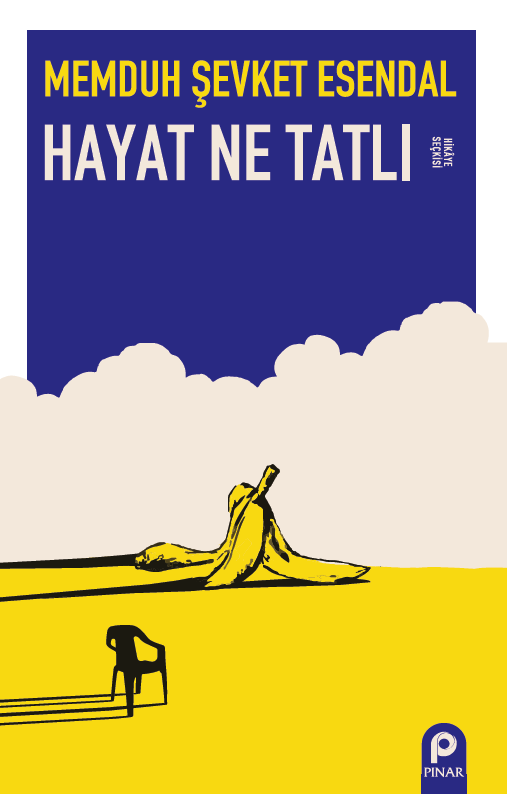 MEMDUH ŞEVKET ESENDAL
HAYAT NE TATLI
HİKÂYE
SEÇKİSİ
PINAR